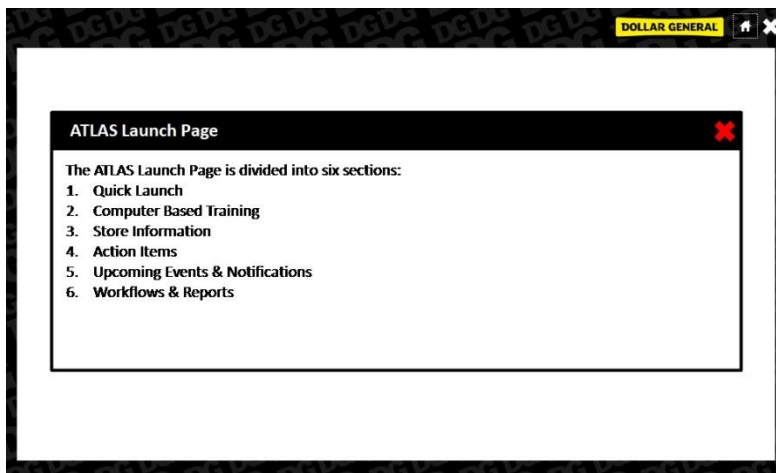 DOLLAR GENERAL
ATLAS Launch Page
The ATLAS Launch Page is divided into six sections:
1. Quick Launch
2. Computer Based Training
3. Store Information
4. Action Items
5. Upcoming Events & Notifications
6. Workflows & Reports